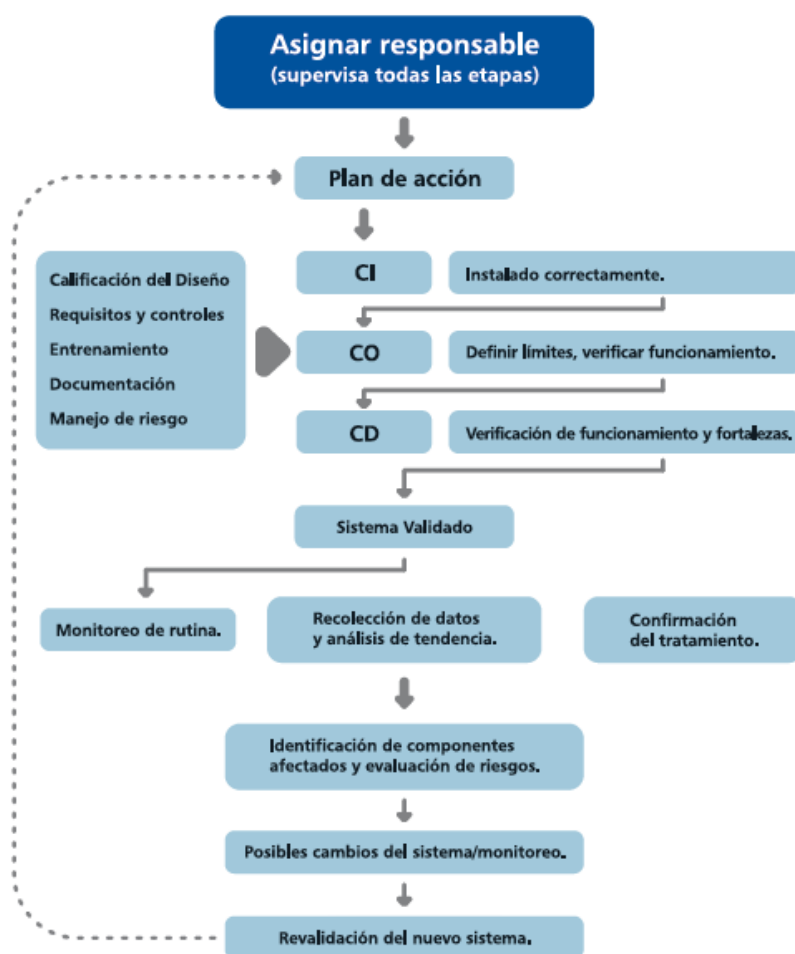 Asignar responsable
(supervisa todas las etapas)
Plan de acción
Calificación del Diseño
Requisitos y controles
Entrenamiento
Documentación
Manejo de riesgo
CI
Instalado correctamente.
CO
Definir límites, verificar funcionamiento.
CD
Verificación de funcionamiento y fortalezas.
Sistema Validado
Monitoreo de rutina.
Recolección de datos
y análisis de tendencia.
Confirmación
del tratamiento.
Identificación de componentes
afectados y evaluación de riesgos.
Posibles cambios del sistema/monitoreo.
Revalidación del nuevo sistema.